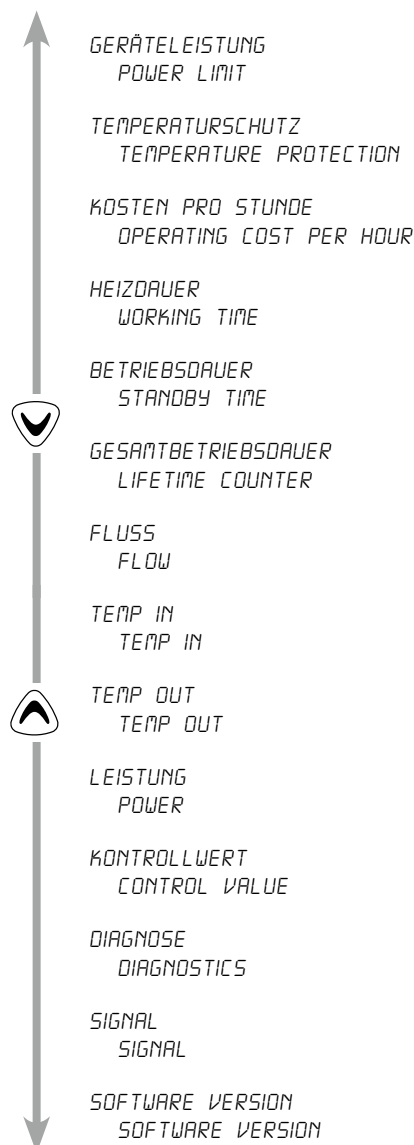 GERÄTELEISTUNG
POWER LIMIT
TEMPERATURSCHUTZ
TEMPERATURE PROTECTION
KOSTEN PRO STUNDE
OPERATING COST PER HOUR
HEIZDAUER
WORKING TIME
BETRIEBSDAUER
STANDBY TIME
GESAMTBETRIEBSDAUER
LIFETIME COUNTER
FLUSS
FLOW
TEMP IN
TEMP IN
TEMP OUT
TEMP OUT
LEISTUNG
POWER
KONTROLLWERT
CONTROL VALUE
DIAGNOSE
DIAGNOSTICS
SIGNAL
SIGNAL
SOFTWARE VERSION
SOFTWARE VERSION